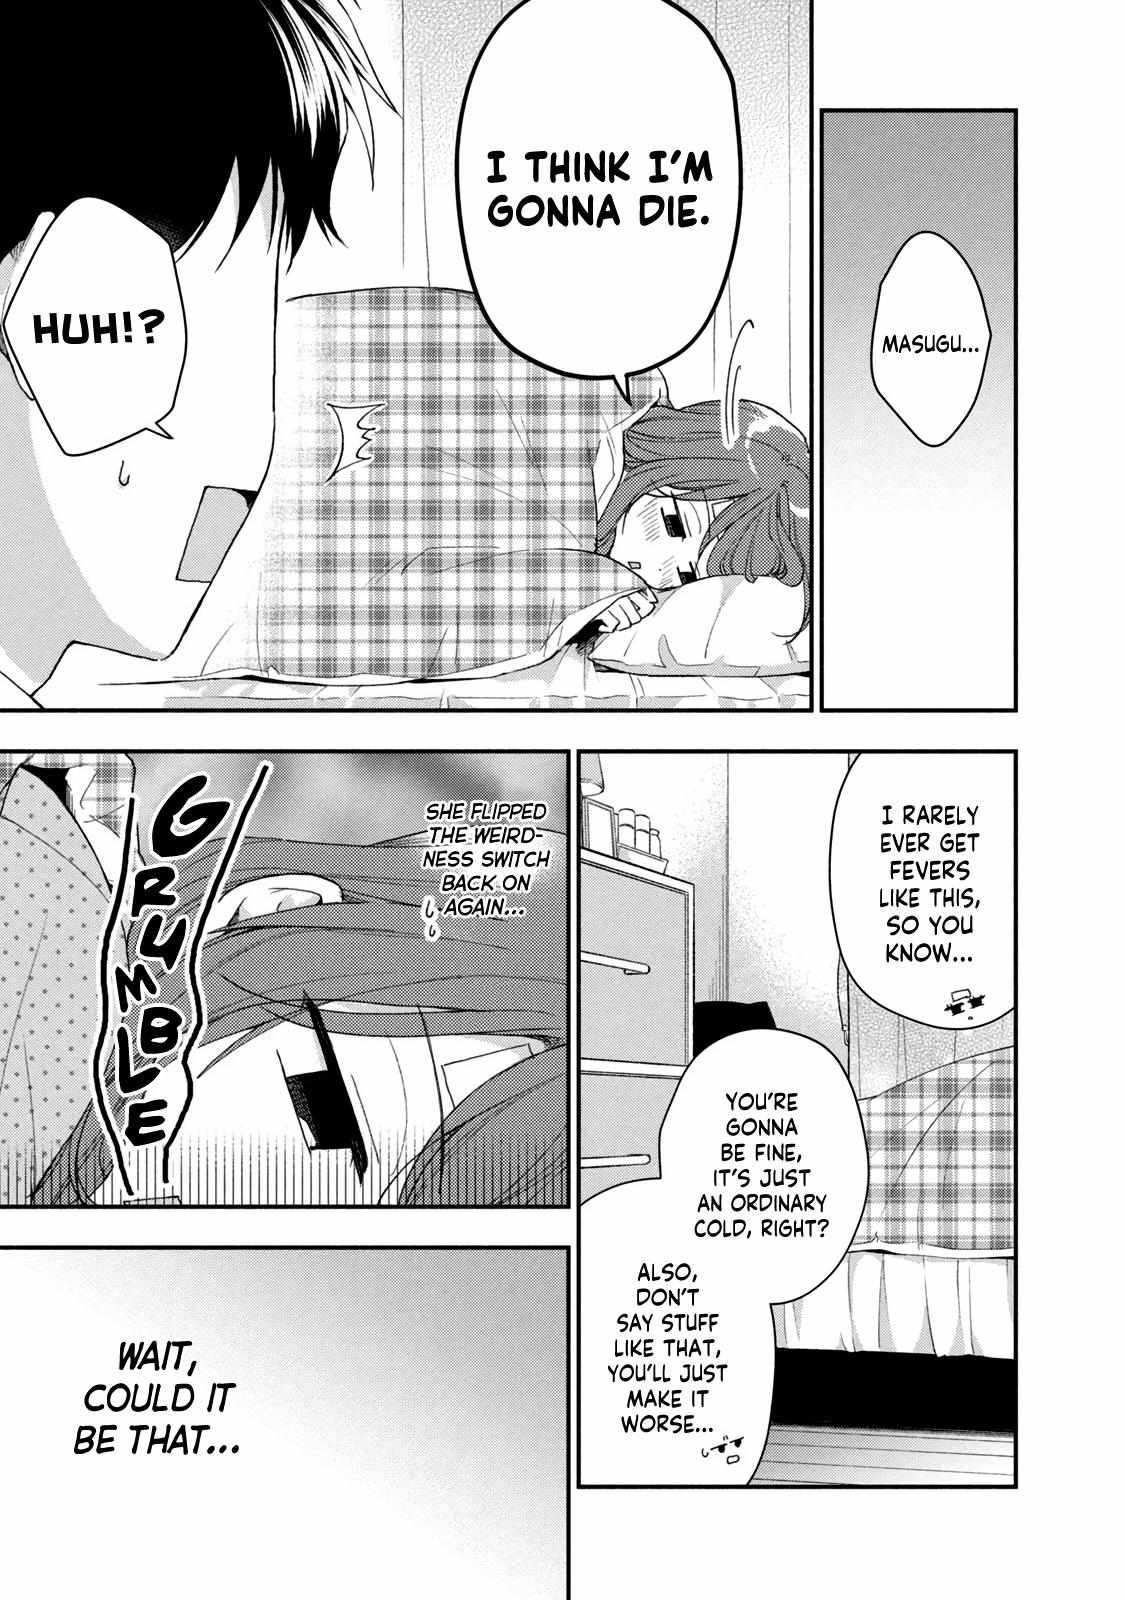 MASUGU...
I THINK I'M
GONNA DIE.
HUH!?
I RARELY
EVER GET
FEVERS
LIKE THIS,
SO YOU
KNOW...
YOU'RE
GONNA
BE FINE,
IT'S JUST
AN ORDINARY
COLD, RIGHT?
ALSO,
DON'T
SAY STUFF
LIKE THAT,
YOU'LL JUST
MAKE IT
WORSE...
SHE FLIPPED
THE WEIRD-
NESS SWITCH
BACK ON
AGAIN...
GRUMBLE
WAIT,
COULD IT
BE THAT...